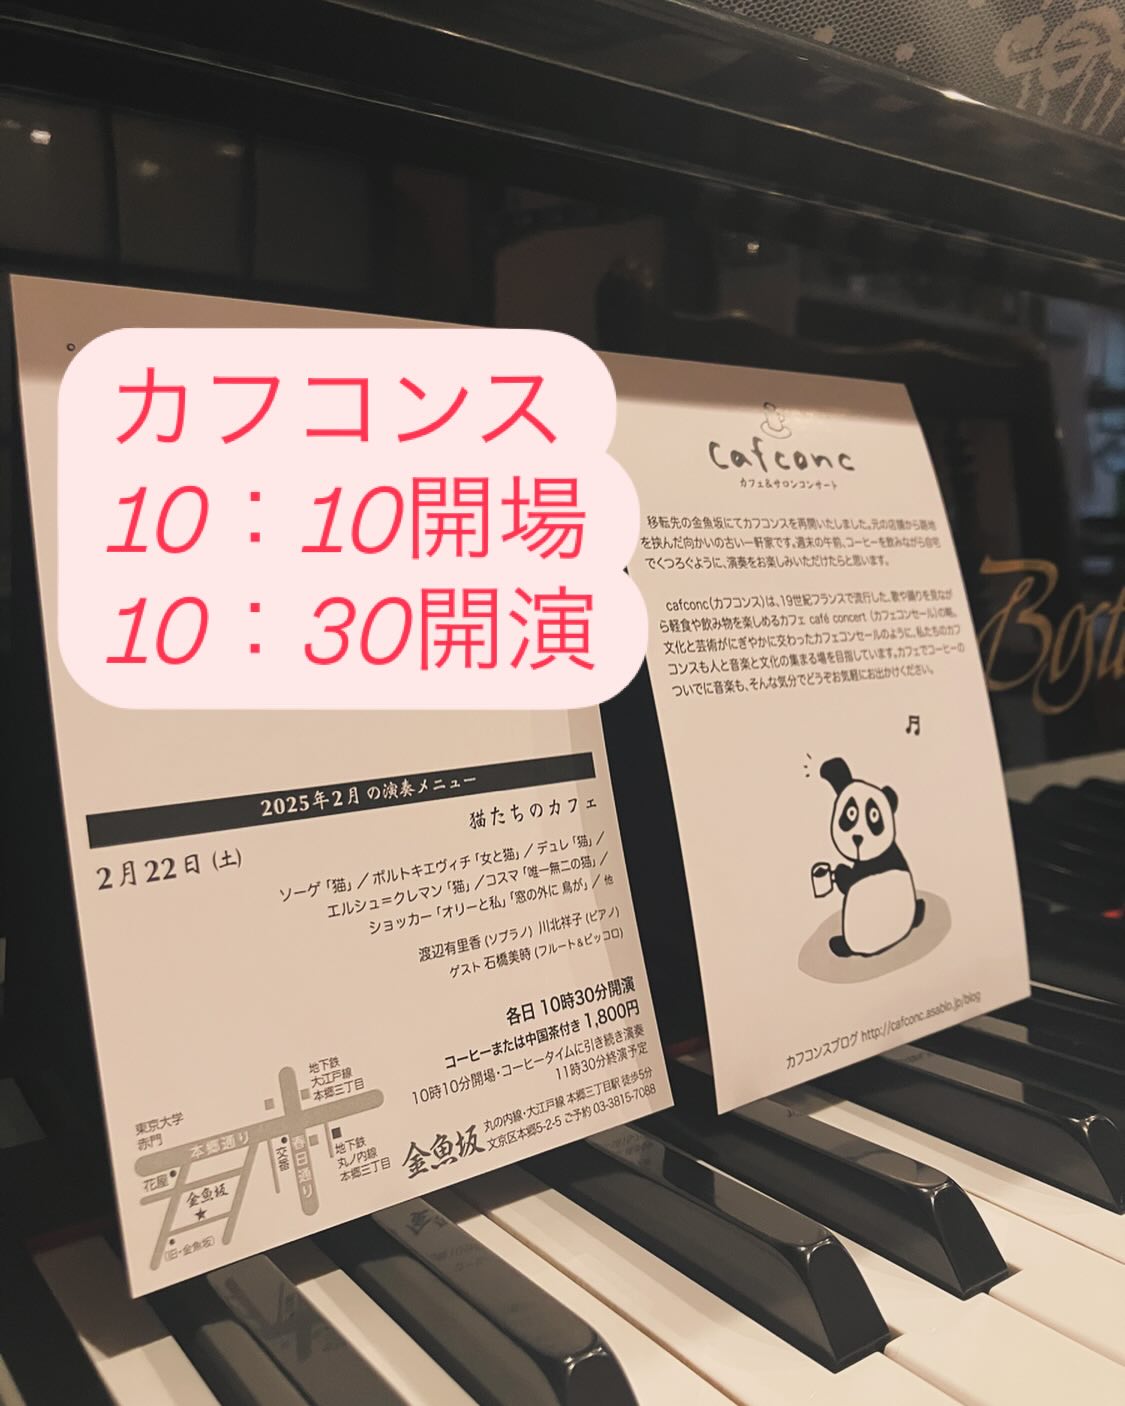 カフコンス
10：10開場
10：30開演
2025年2月の演奏メニュー
猫たちのカフェ
2月22日(土)
ソーゲ「猫」／ボルトキエヴィチ「女と猫」／デュレ「猫」／
エルシュ＝クレマン「猫」／コスマ「唯一無二の猫」／
ショッカー「オリーと私」「窓の外に 鳥が」／他
渡辺有里香(ソプラノ) 川北祥子(ピアノ)
ゲスト 石橋美時(フルート&ピッコロ)
各日 10時30分開演
コーヒーまたは中国茶付き 1,800円
10時10分開場・コーヒータイムに引き続き演奏
11時30分終演予定
金魚坂
丸の内線・大江戸線 本郷三丁目駅 徒歩5分
文京区本郷5-2-5 ご予約 03-3815-7088
地下鉄
大江戸線
本郷三丁目
東京大学
赤門
本郷通り
交番
春日通り
地下鉄
丸ノ内線
本郷三丁目
花屋
金魚坂
★
(旧・金魚坂)
cafconc
カフェ&サロンコンサート
移転先の金魚坂にてカフコンスを再開いたしました。元の店舗から路地
を挟んだ向かいの古い一軒家です。週末の午前、コーヒーを飲みながら自宅
でくつろぐように、演奏をお楽しみいただけたらと思います。
cafconc(カフコンス)は、19世紀フランスで流行した、歌や踊りを見なが
ら軽食や飲み物を楽しめるカフェ café concert (カフェコンセール)の略。
文化と芸術がにぎやかに交わったカフェコンセールのように、私たちのカフ
コンスも人と音楽と文化の集まる場を目指しています。カフェでコーヒーの
ついでに音楽も、そんな気分でどうぞお気軽にお出かけください。
カフコンスブログ http://cafconc.asablo.jp/blog
Bost